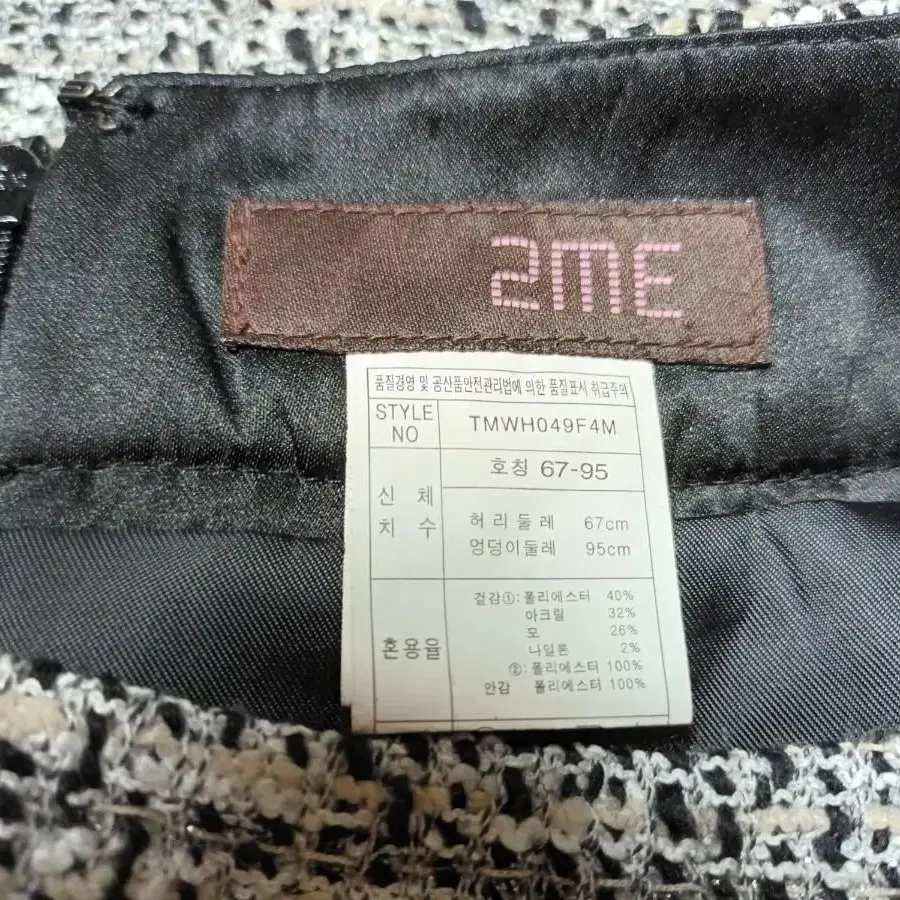 2ME
품질경영 및 공산품안전관리법에 의한 품질표시 취급주의
STYLE NO TMWH049F4M
신체 치수
호칭 67-95
허리둘레 67cm
엉덩이둘레 95cm
혼용율
겉감①: 폴리에스터 40%
아크릴 32%
모 26%
나일론 2%
②: 폴리에스터 100%
안감 폴리에스터 100%